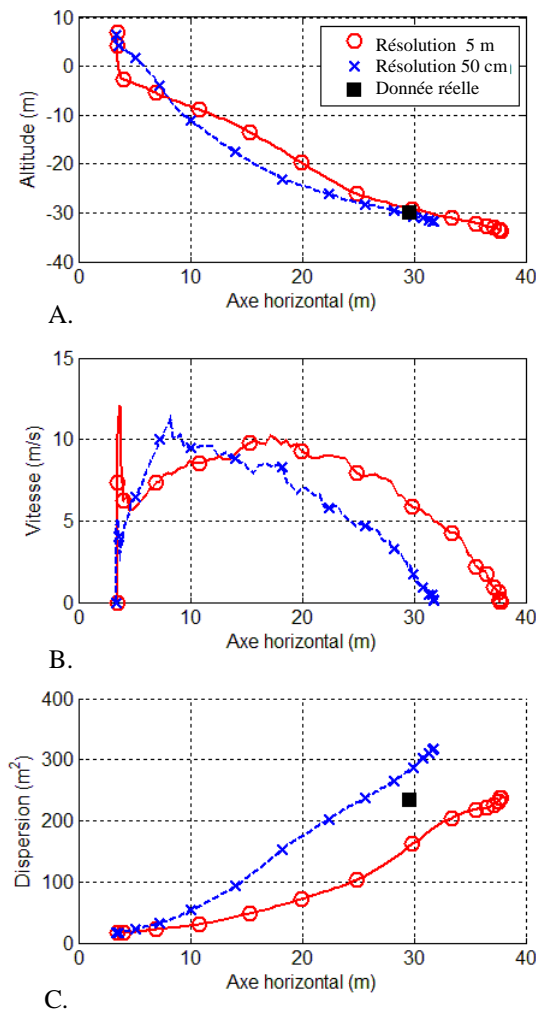 10
0
-10
-20
-30
-40
Altitude (m)
Résolution 5 m
Résolution 50 cm
Donnée réelle
0 10 20 30 40
Axe horizontal (m)
A.
15
10
5
0
Vitesse (m/s)
0 10 20 30 40
Axe horizontal (m)
B.
400
300
200
100
0
Dispersion (m²)
0 10 20 30 40
Axe horizontal (m)
C.